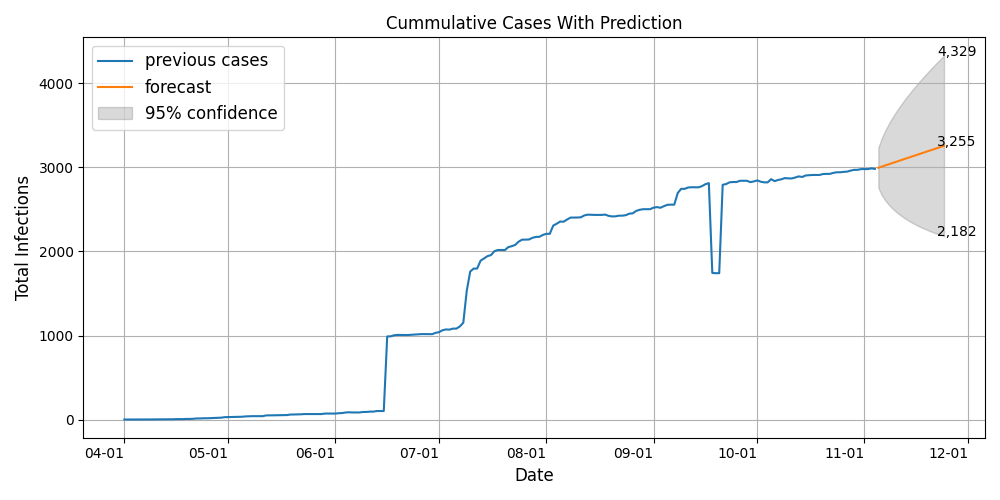 Cummulative Cases With Prediction
previous cases
forecast
95% confidence
4,329
3,255
2,182
Total Infections
4000
3000
2000
1000
0
04-01 05-01 06-01 07-01 08-01 09-01 10-01 11-01 12-01
Date